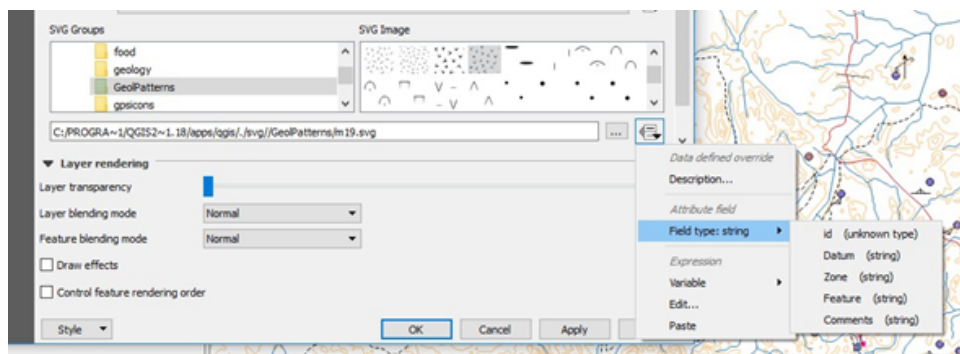 SVG Groups
SVG Image
food
geology
GeolPatterns
gpsicons
C:/PROGRA~1/QGIS2~1.18/apps/qgis/./svg//GeolPatterns/m19.svg
...
Layer rendering
Layer transparency
Layer blending mode
Normal
Feature blending mode
Normal
Draw effects
Control feature rendering order
Style
OK
Cancel
Apply
Data defined override
Description...
Attribute field
Field type: string
Expression
Variable
Edit...
Paste
id (unknown type)
Datum (string)
Zone (string)
Feature (string)
Comments (string)